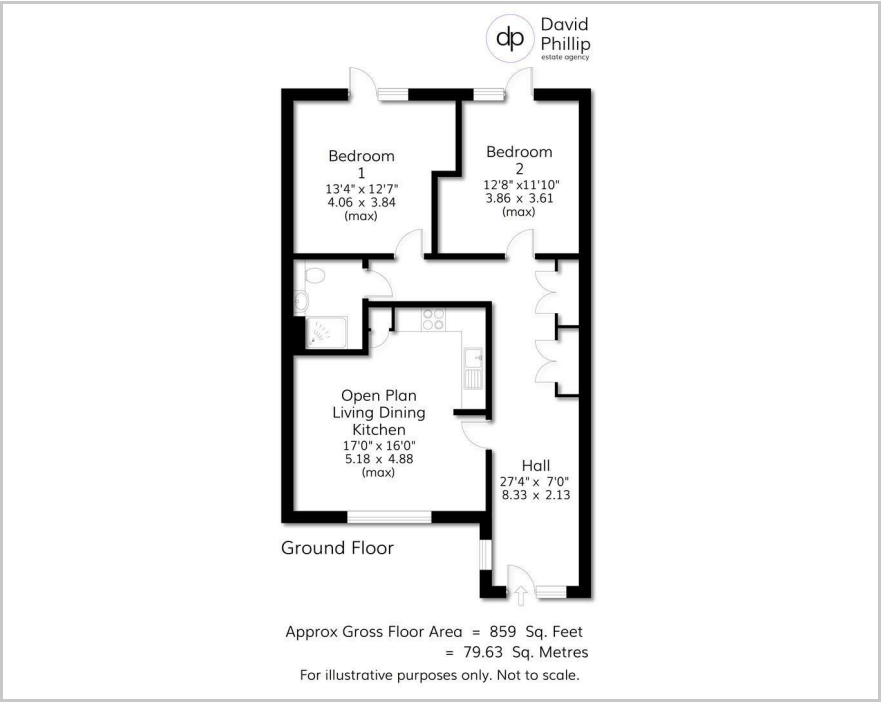 dp
David
Phillip
estate agency
Bedroom
1
13'4" x 12'7"
4.06 x 3.84
(max)
Bedroom
2
12'8" x11'10"
3.86 x 3.61
(max)
Open Plan
Living Dining
Kitchen
17'0" x 16'0"
5.18 x 4.88
(max)
Hall
27'4" x 7'0"
8.33 x 2.13
Ground Floor
Approx Gross Floor Area = 859 Sq. Feet
= 79.63 Sq. Metres
For illustrative purposes only. Not to scale.